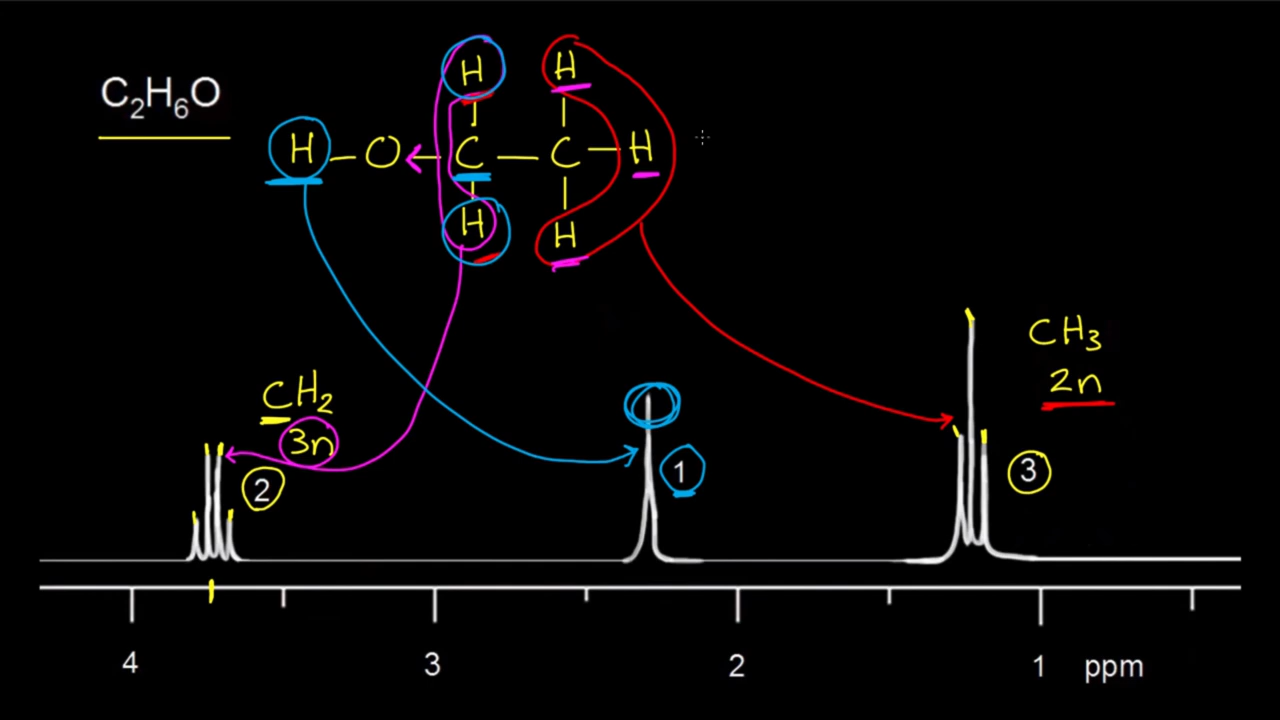 C₂H₆O
H H
H–O←C–C–H
H H
CH₃
2n
CH₂
3n
2
1
3
4 3 2 1 ppm